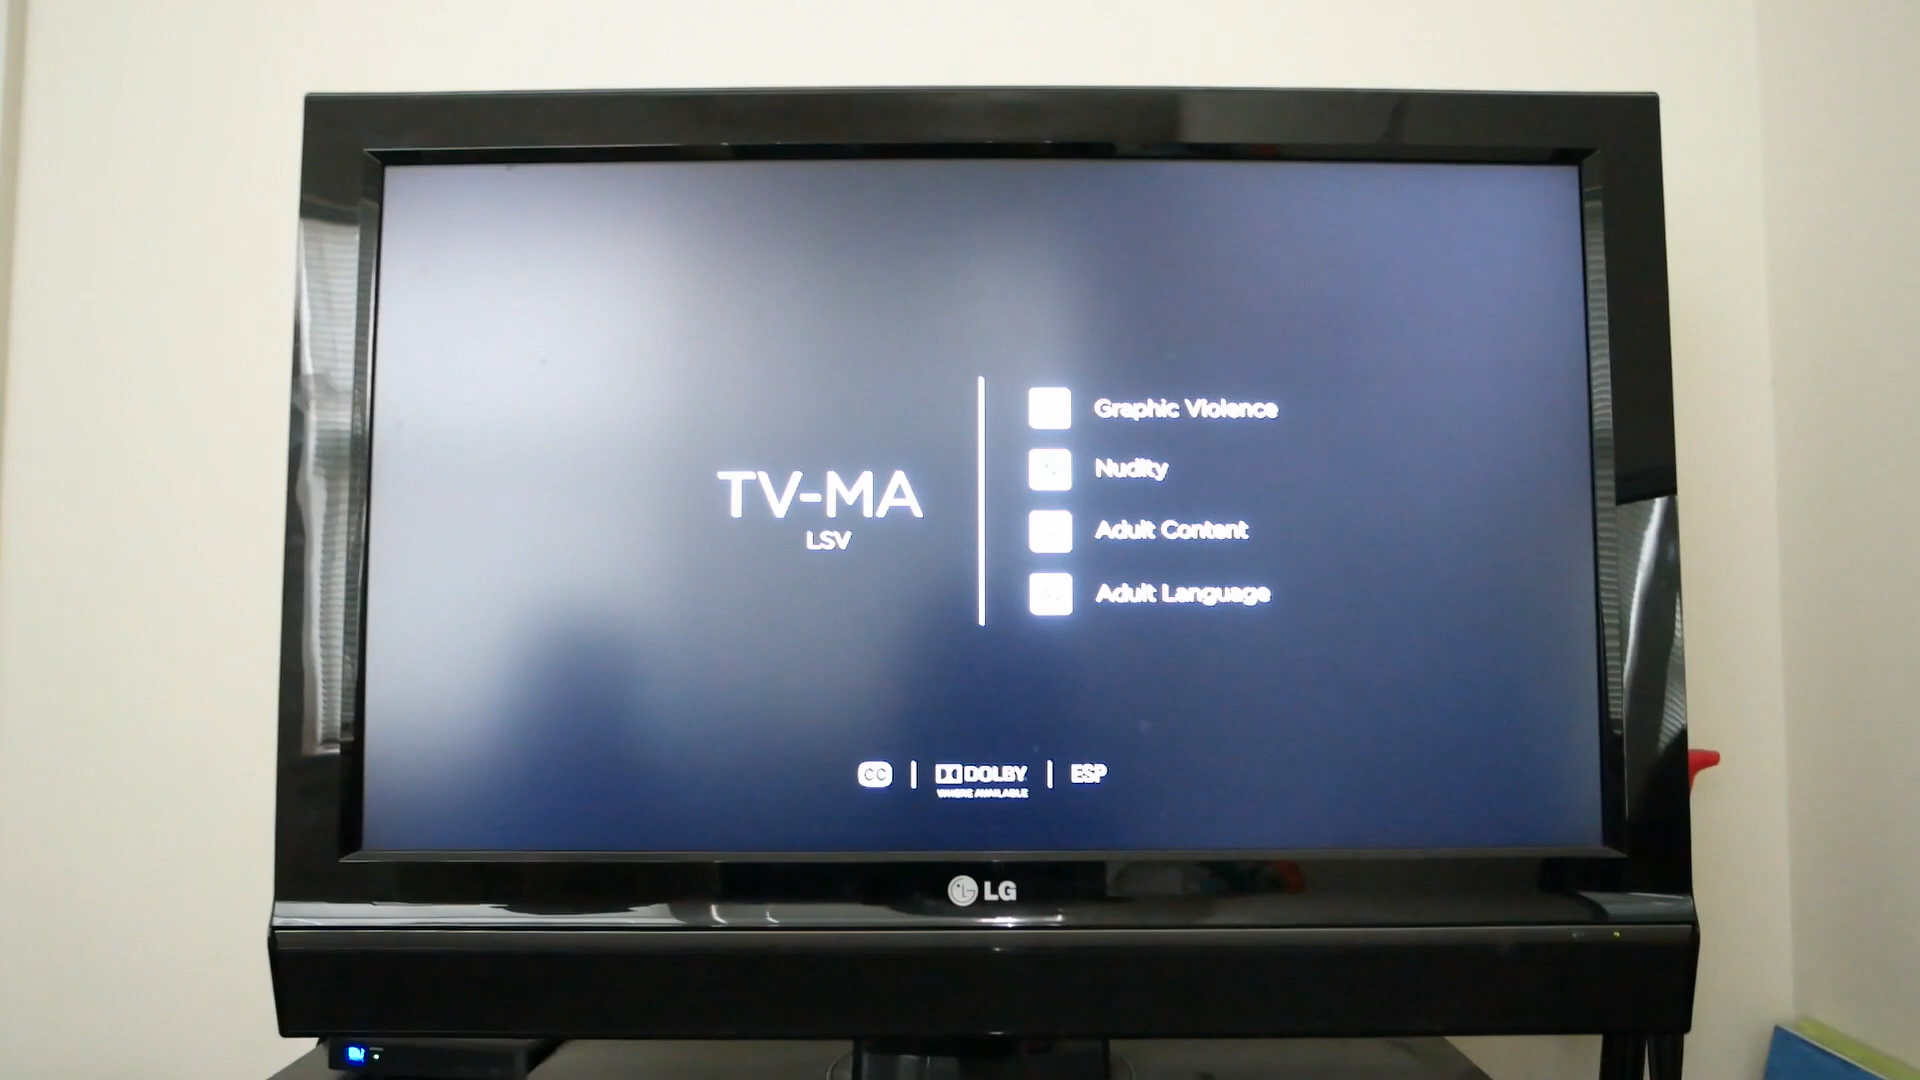 TV-MA
LSV
Graphic Violence
Nudity
Adult Content
Adult Language
CC
DOLBY
WHERE AVAILABLE
ESP
LG